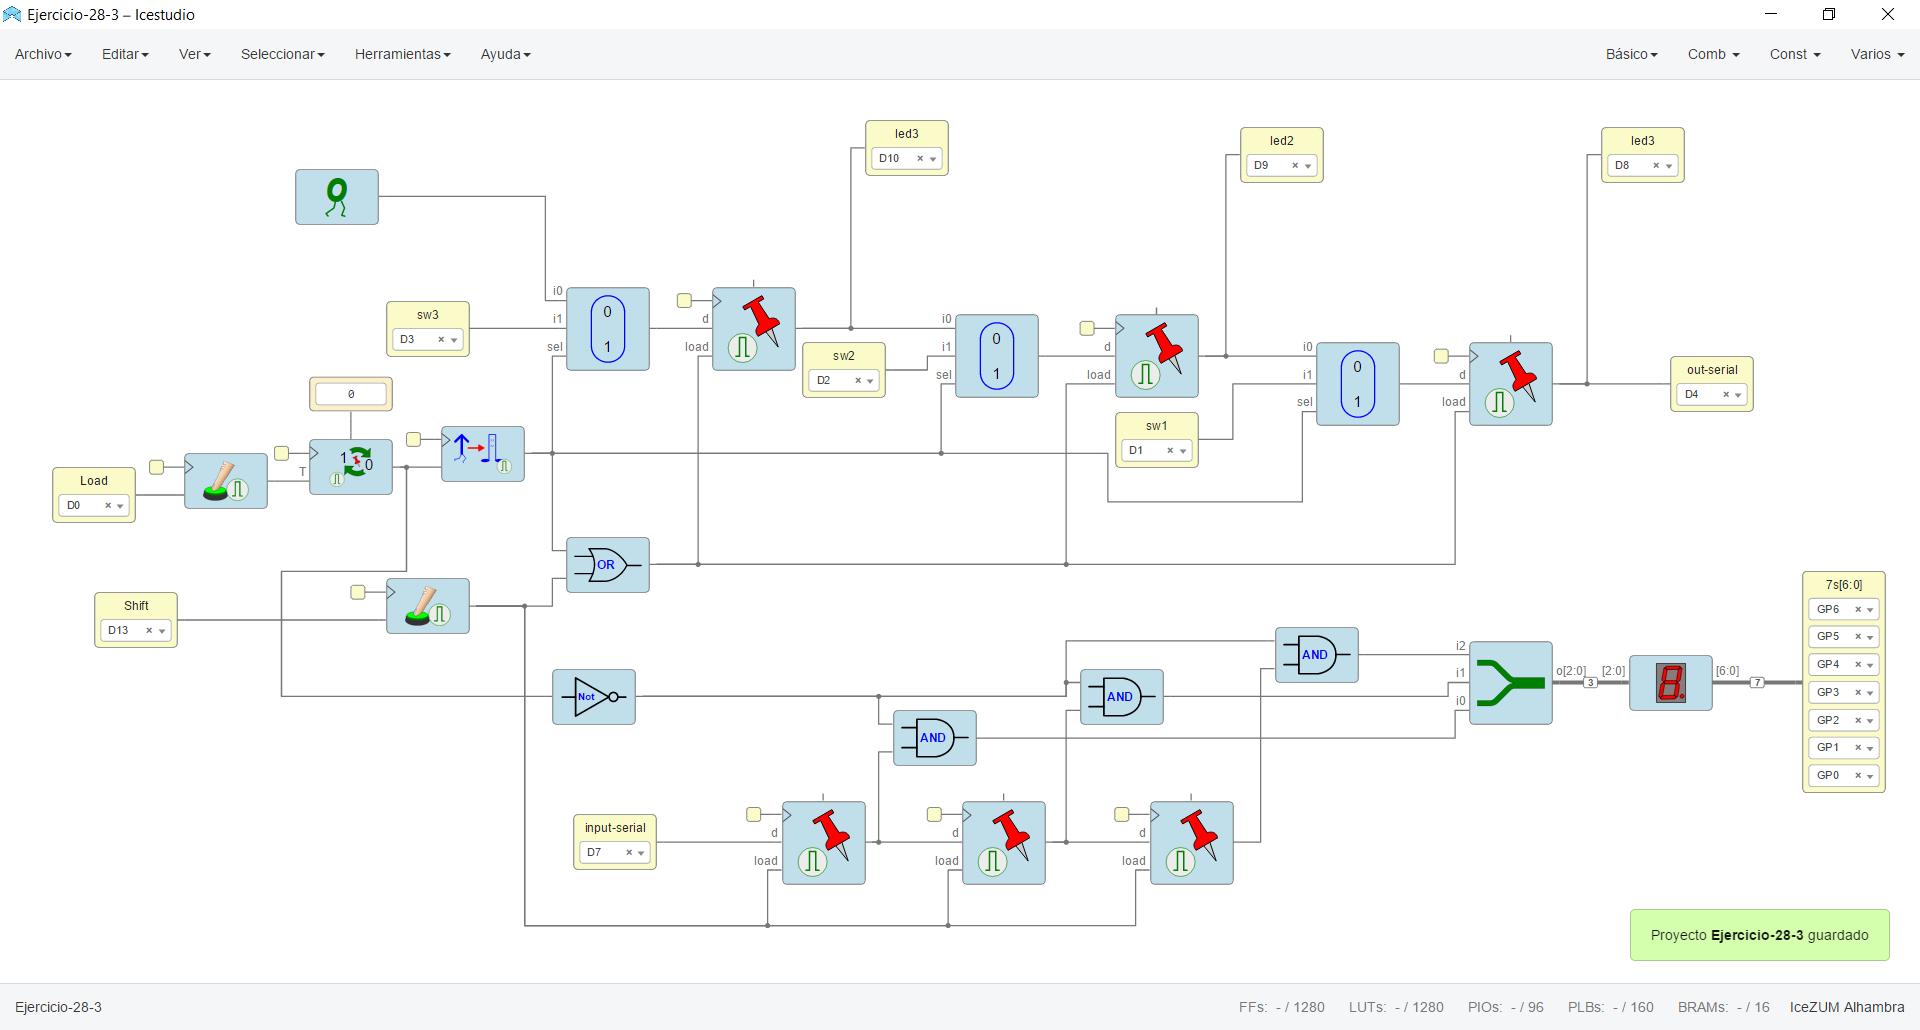 Ejercicio-28-3 – Icestudio
Archivo Editar Ver Seleccionar Herramientas Ayuda Básico Comb Const Varios
led3
D10
led2
D9
led3
D8
0
i0
i1
sel
0
1
sw3
D3
d
load
i0
i1
sel
0
1
sw2
D2
d
load
i0
i1
sel
0
1
sw1
D1
d
load
out-serial
D4
0
T
1
0
Load
D0
OR
Shift
D13
Not
AND
AND
AND
i2
i1
i0
o[2:0]
3
[2:0]
8.
[6:0]
7
7s[6:0]
GP6
GP5
GP4
GP3
GP2
GP1
GP0
input-serial
D7
d
load
d
load
d
load
Proyecto Ejercicio-28-3 guardado
Ejercicio-28-3 FFs: - / 1280 LUTs: - / 1280 PIOs: - / 96 PLBs: - / 160 BRAMs: - / 16 IceZUM Alhambra